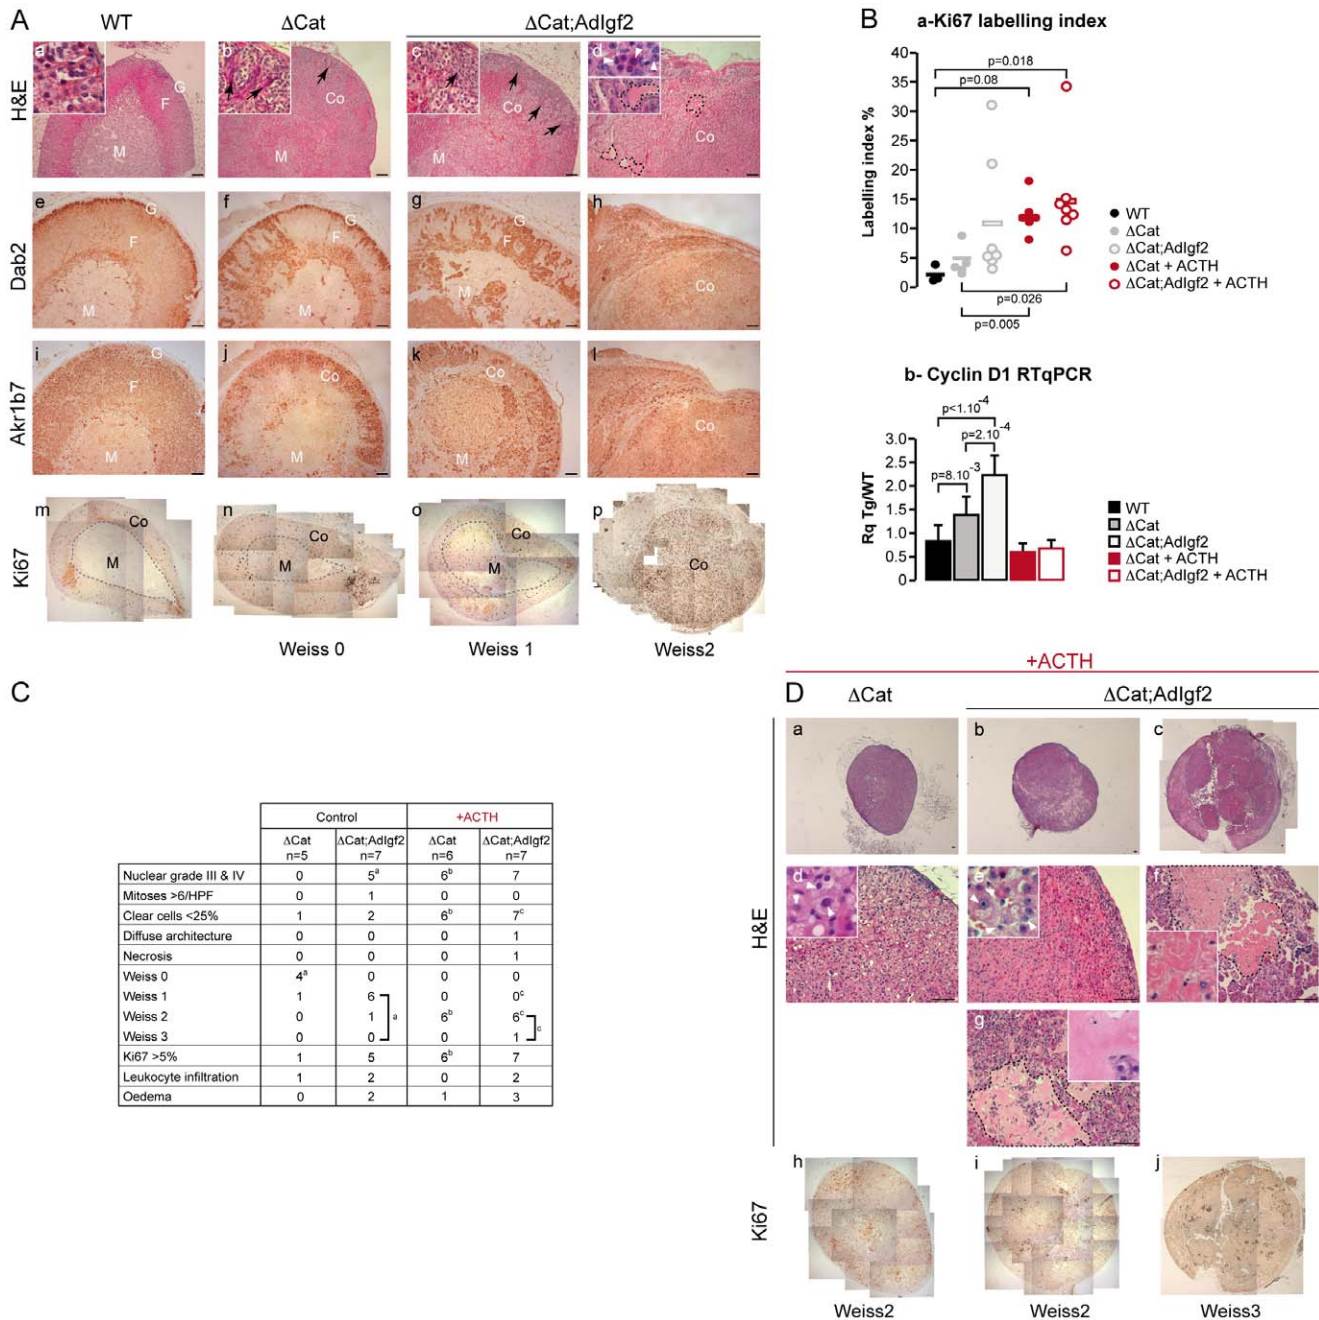 A
WT
ΔCat
ΔCat;AdIgf2
H&E
a
G
F
M
b
Co
M
c
Co
M
d
Co
Dab2
e
G
F
M
f
G
F
M
g
G
F
M
h
Co
Akr1b7
i
G
F
M
j
Co
M
k
Co
M
l
Co
Ki67
m
Co
M
n
Co
M
o
Co
M
p
Co
Weiss 0
Weiss 1
Weiss2
B
a-Ki67 labelling index
p=0.018
p=0.08
Labelling index %
40
35
30
25
20
15
10
5
0
p=0.026
p=0.005
WT
ΔCat
ΔCat;AdIgf2
ΔCat + ACTH
ΔCat;AdIgf2 + ACTH
b- Cyclin D1 RTqPCR
p<1.10-4
p=2.10-4
p=8.10-3
Rq Tg/WT
3.0
2.5
2.0
1.5
1.0
0.5
0
WT
ΔCat
ΔCat;AdIgf2
ΔCat + ACTH
ΔCat;AdIgf2 + ACTH
C
Control +ACTH
ΔCat ΔCat;AdIgf2 ΔCat ΔCat;AdIgf2
n=5 n=7 n=6 n=7
Nuclear grade III & IV 0 5a 6b 7
Mitoses >6/HPF 0 1 0 0
Clear cells <25% 1 2 6b 7c
Diffuse architecture 0 0 0 1
Necrosis 0 0 0 1
Weiss 0 4a 0 0 0
Weiss 1 1 6 0 0c
Weiss 2 0 1 a 6b 6c
Weiss 3 0 0 0 1 c
Ki67 >5% 1 5 6b 7
Leukocyte infiltration 1 2 0 2
Oedema 0 2 1 3
+ACTH
D
ΔCat
ΔCat;AdIgf2
H&E
a
b
c
d
e
f
g
Ki67
h
i
j
Weiss2
Weiss2
Weiss3